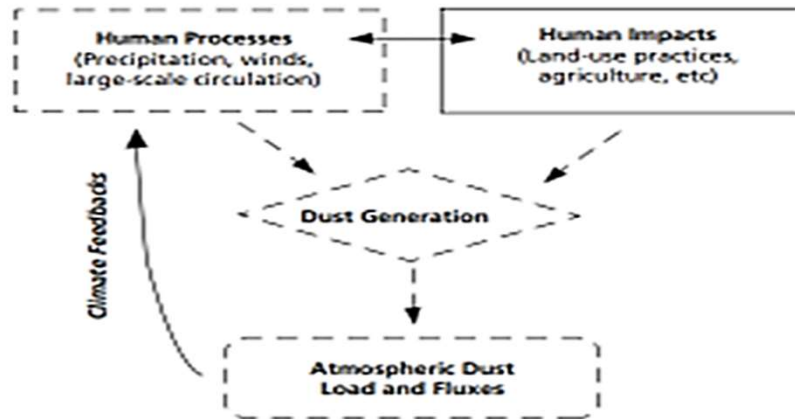 Human Processes
(Precipitation, winds,
large-scale circulation)
Human Impacts
(Land-use practices,
agriculture, etc)
Dust Generation
Climate Feedbacks
Atmospheric Dust
Load and Fluxes